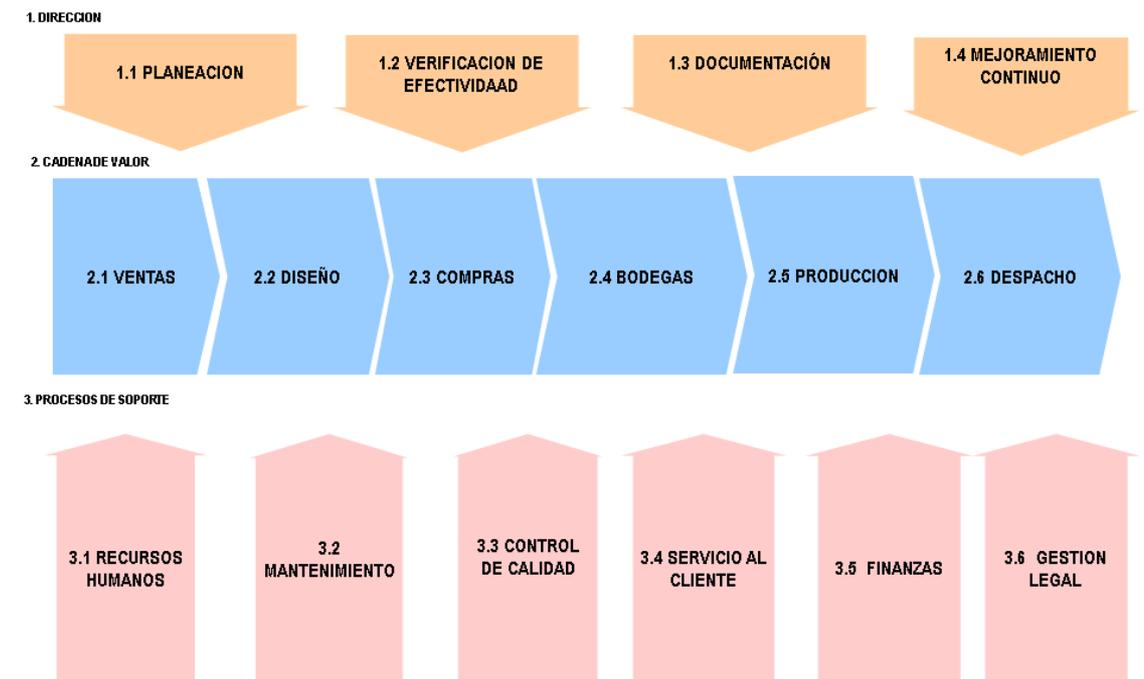 1. DIRECCION
1.1 PLANEACION
1.2 VERIFICACION DE
EFECTIVIDAAD
1.3 DOCUMENTACIÓN
1.4 MEJORAMIENTO
CONTINUO
2. CADENA DE VALOR
2.1 VENTAS
2.2 DISEÑO
2.3 COMPRAS
2.4 BODEGAS
2.5 PRODUCCION
2.6 DESPACHO
3. PROCESOS DE SOPORTE
3.1 RECURSOS
HUMANOS
3.2
MANTENIMIENTO
3.3 CONTROL
DE CALIDAD
3.4 SERVICIO AL
CLIENTE
3.5 FINANZAS
3.6 GESTION
LEGAL